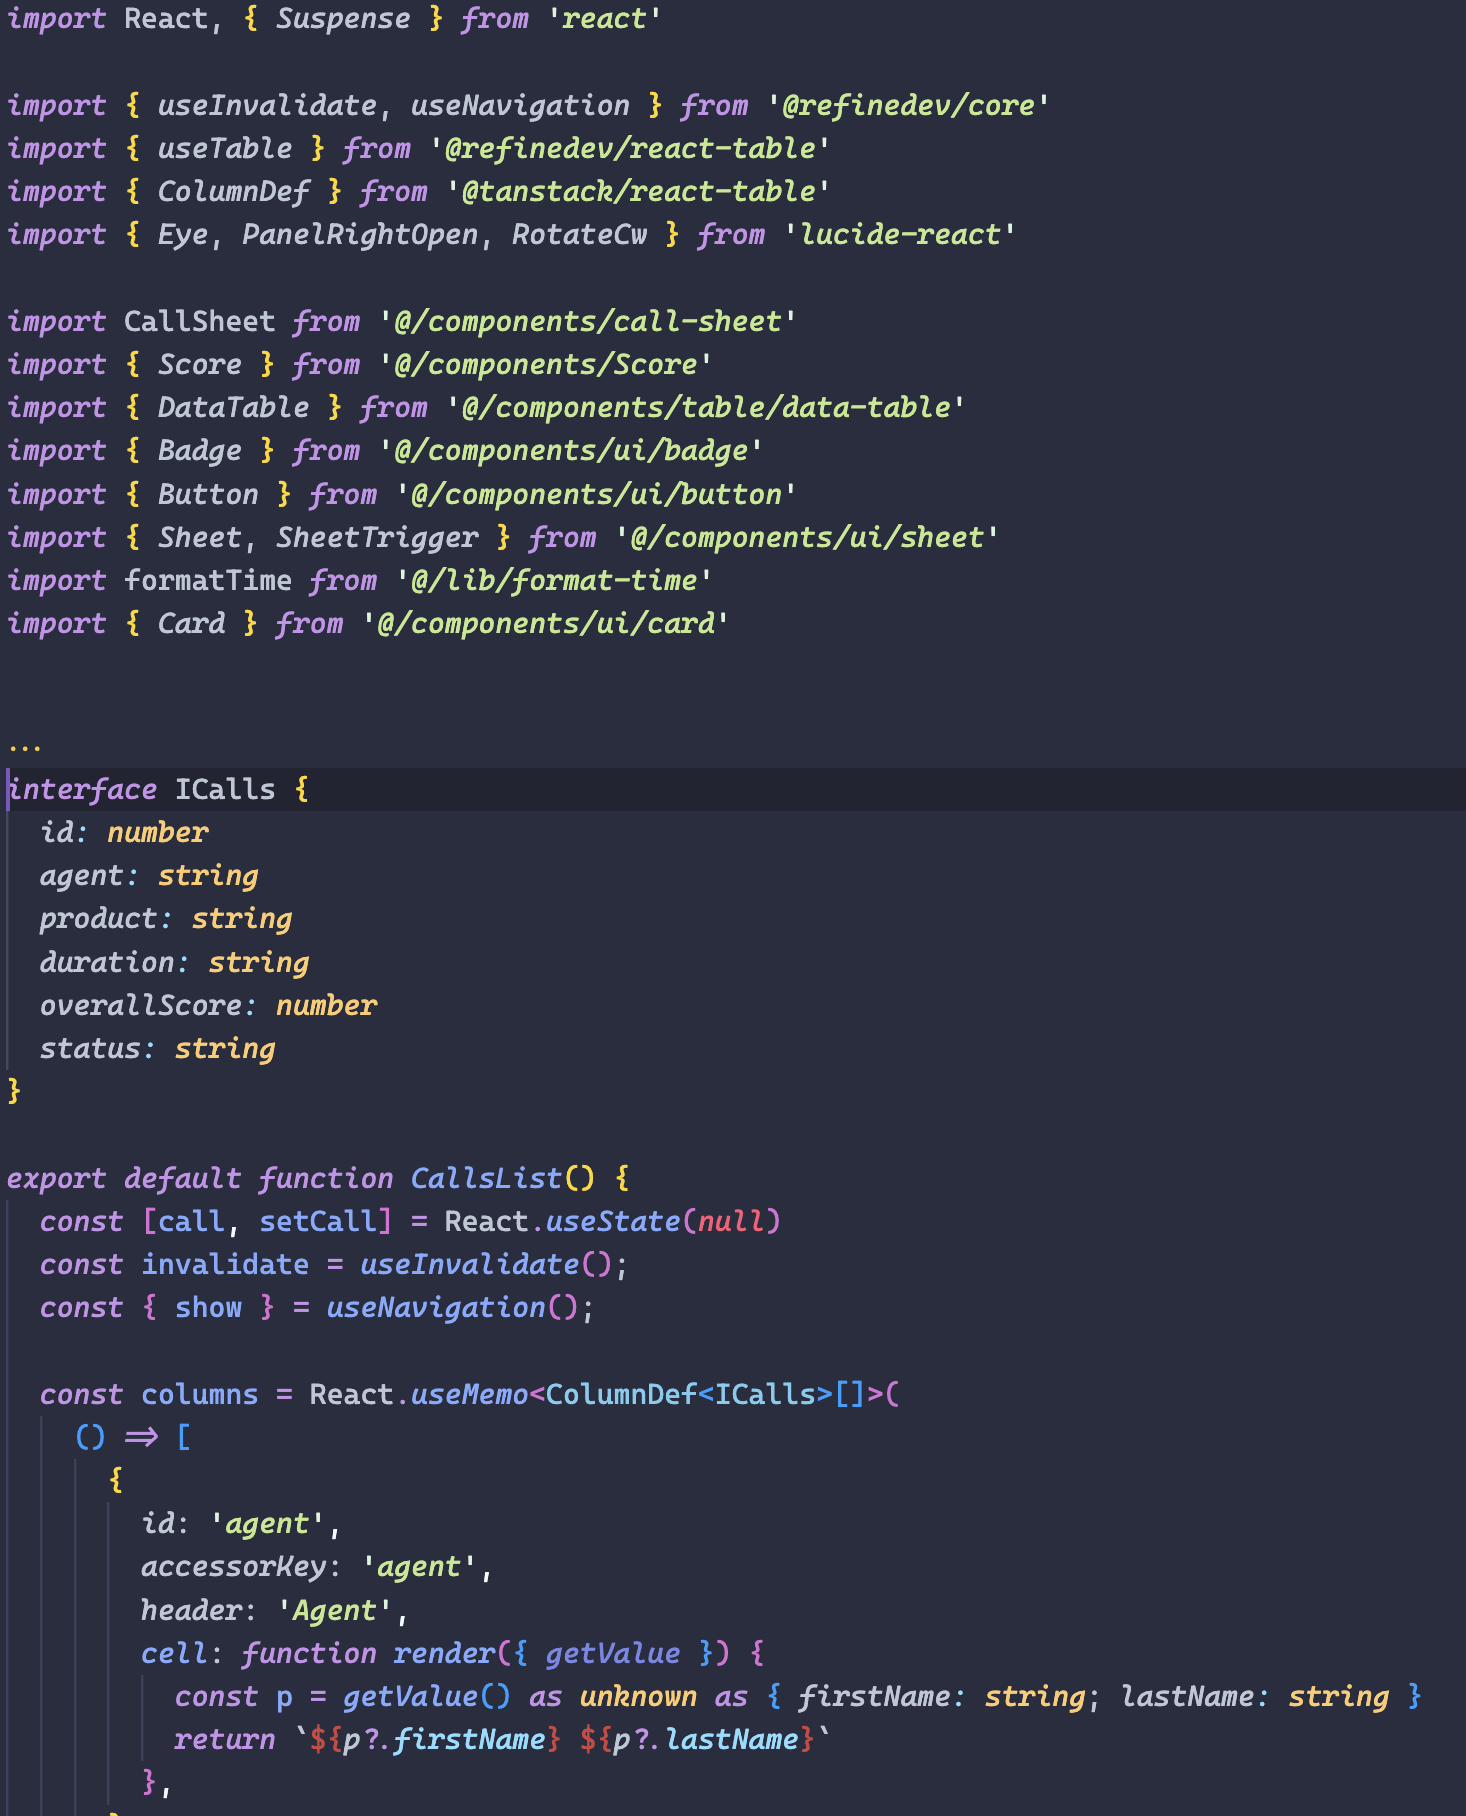 import React, { Suspense } from 'react'
import { useInvalidate, useNavigation } from '@refinedev/core'
import { useTable } from '@refinedev/react-table'
import { ColumnDef } from '@tanstack/react-table'
import { Eye, PanelRightOpen, RotateCw } from 'lucide-react'
import CallSheet from '@/components/call-sheet'
import { Score } from '@/components/Score'
import { DataTable } from '@/components/table/data-table'
import { Badge } from '@/components/ui/badge'
import { Button } from '@/components/ui/button'
import { Sheet, SheetTrigger } from '@/components/ui/sheet'
import formatTime from '@/lib/format-time'
import { Card } from '@/components/ui/card'
...
interface ICalls {
  id: number
  agent: string
  product: string
  duration: string
  overallScore: number
  status: string
}
export default function CallsList() {
  const [call, setCall] = React.useState(null)
  const invalidate = useInvalidate();
  const { show } = useNavigation();
  const columns = React.useMemo<ColumnDef<ICalls>[]>(
    () => [
      {
        id: 'agent',
        accessorKey: 'agent',
        header: 'Agent',
        cell: function render({ getValue }) {
          const p = getValue() as unknown as { firstName: string; lastName: string }
          return `${p?.firstName} ${p?.lastName}`
        },